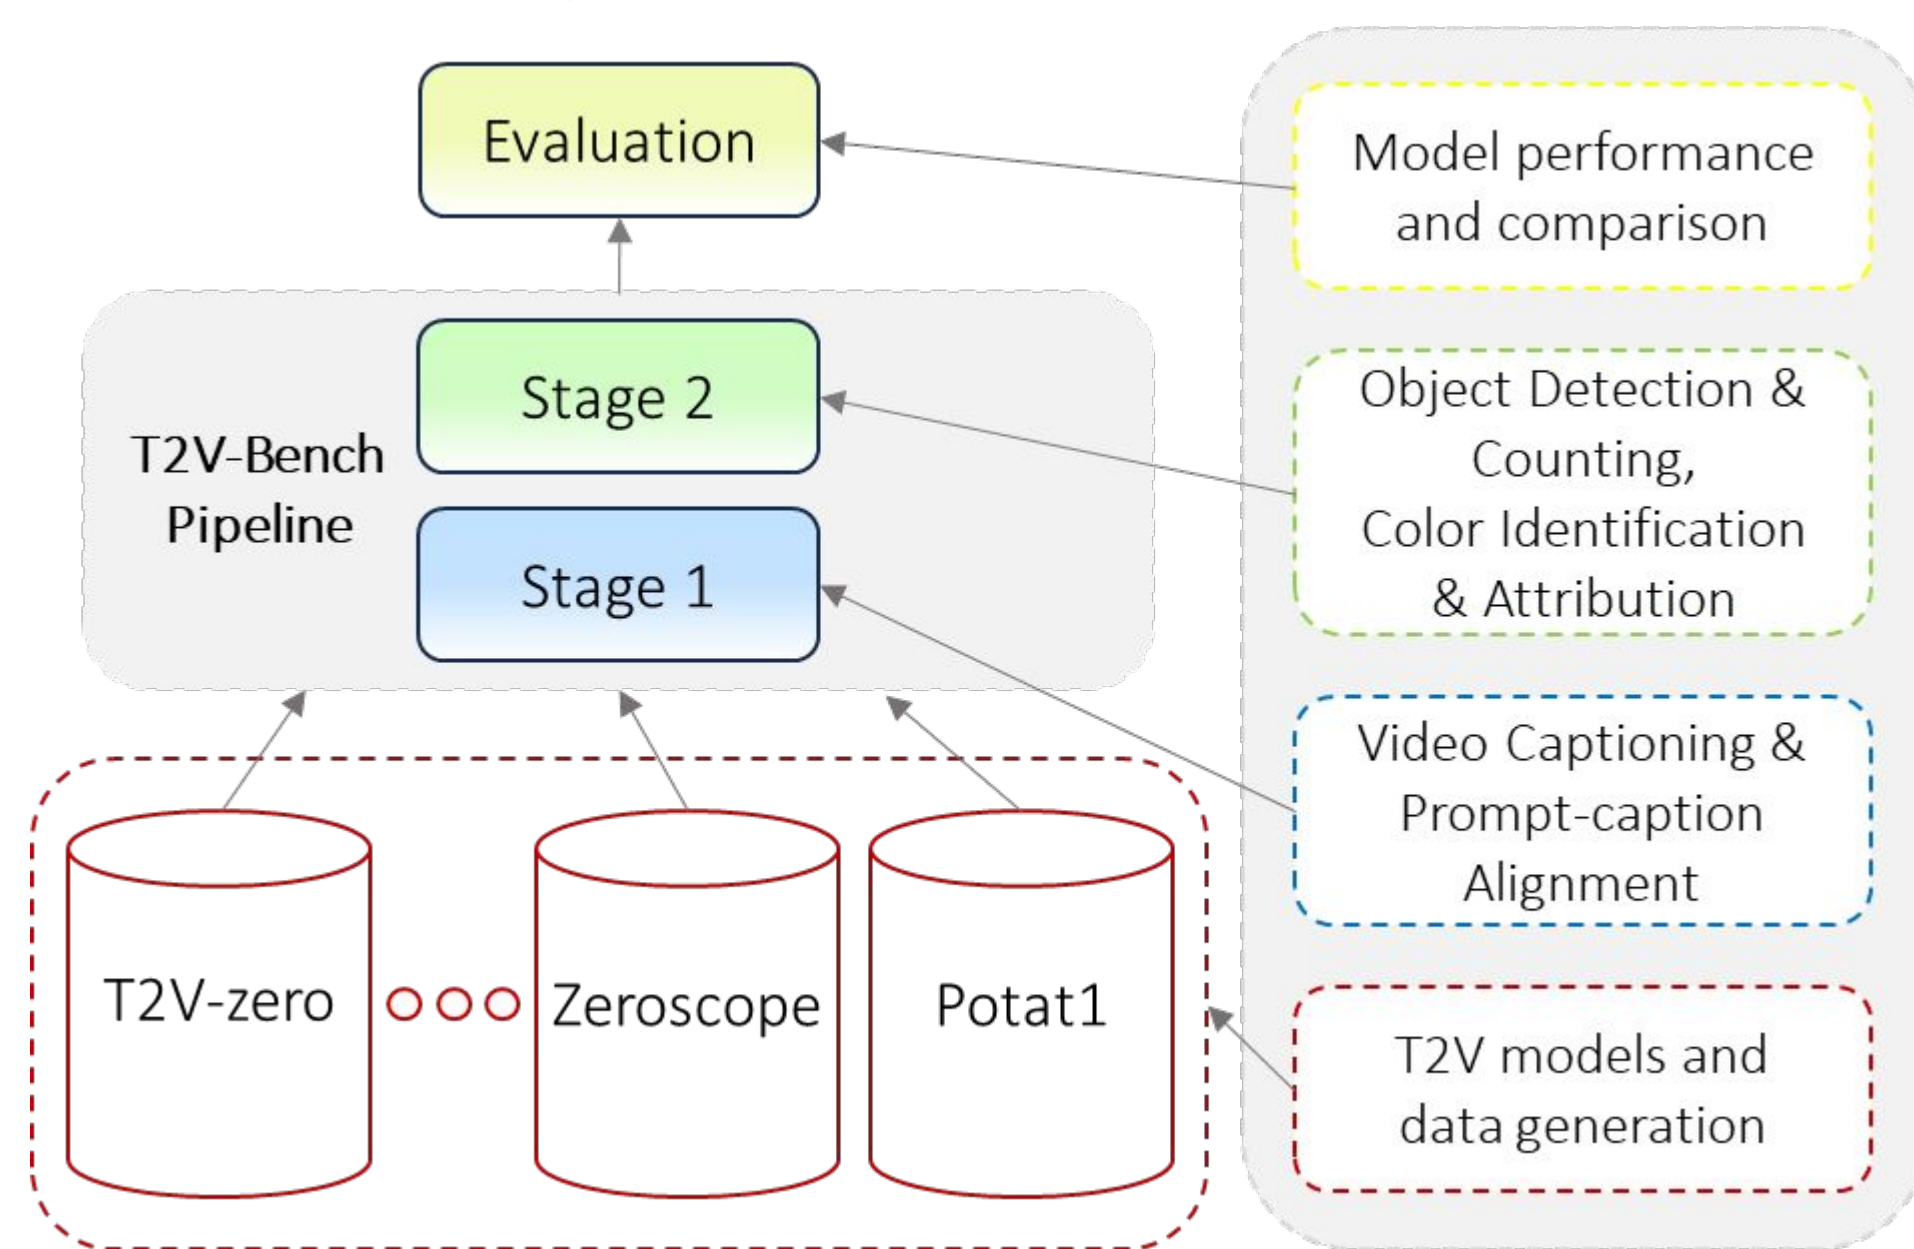 Evaluation
T2V-Bench
Pipeline
Stage 2
Stage 1
T2V-zero
Zeroscope
Potat1
Model performance
and comparison
Object Detection &
Counting,
Color Identification
& Attribution
Video Captioning &
Prompt-caption
Alignment
T2V models and
data generation